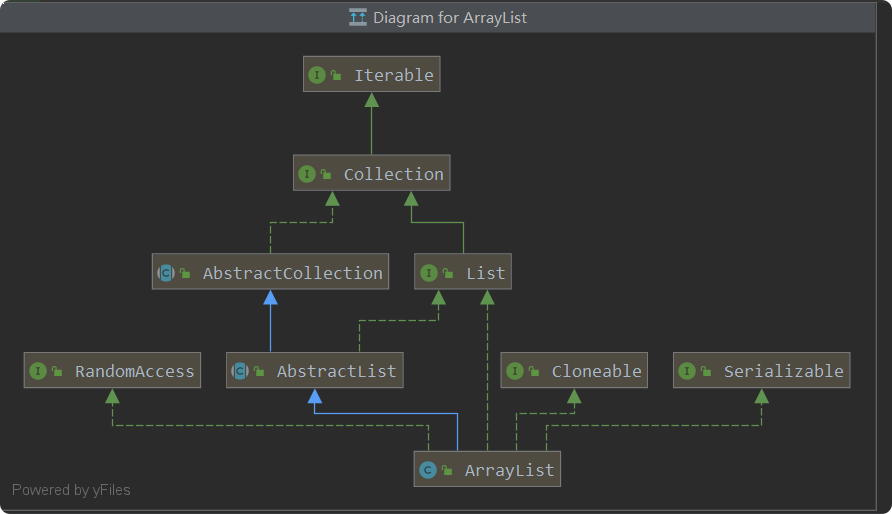 Diagram for ArrayList
I Iterable
I Collection
C AbstractCollection
I List
I RandomAccess
C AbstractList
I Cloneable
I Serializable
C ArrayList
Powered by yFiles